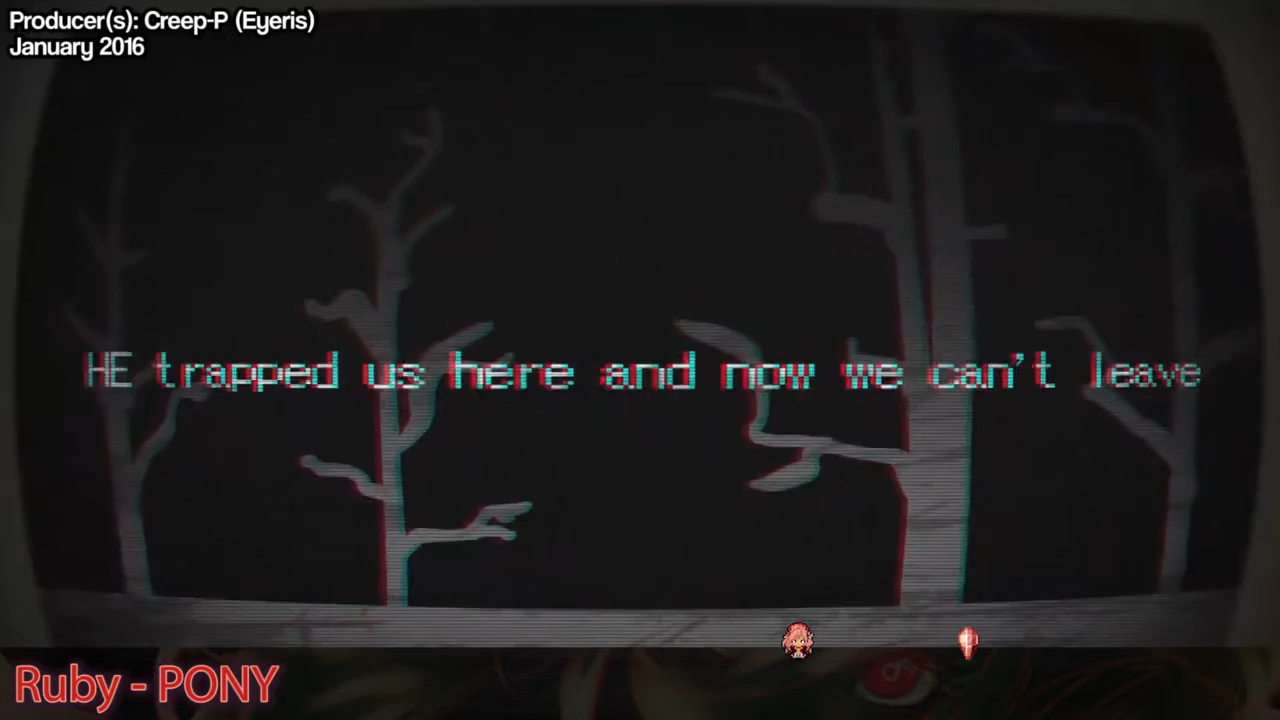 Producer(s): Creep-P (Eyeris)
January 2016
HE trapped us here and now we can't leave
Ruby - PONY